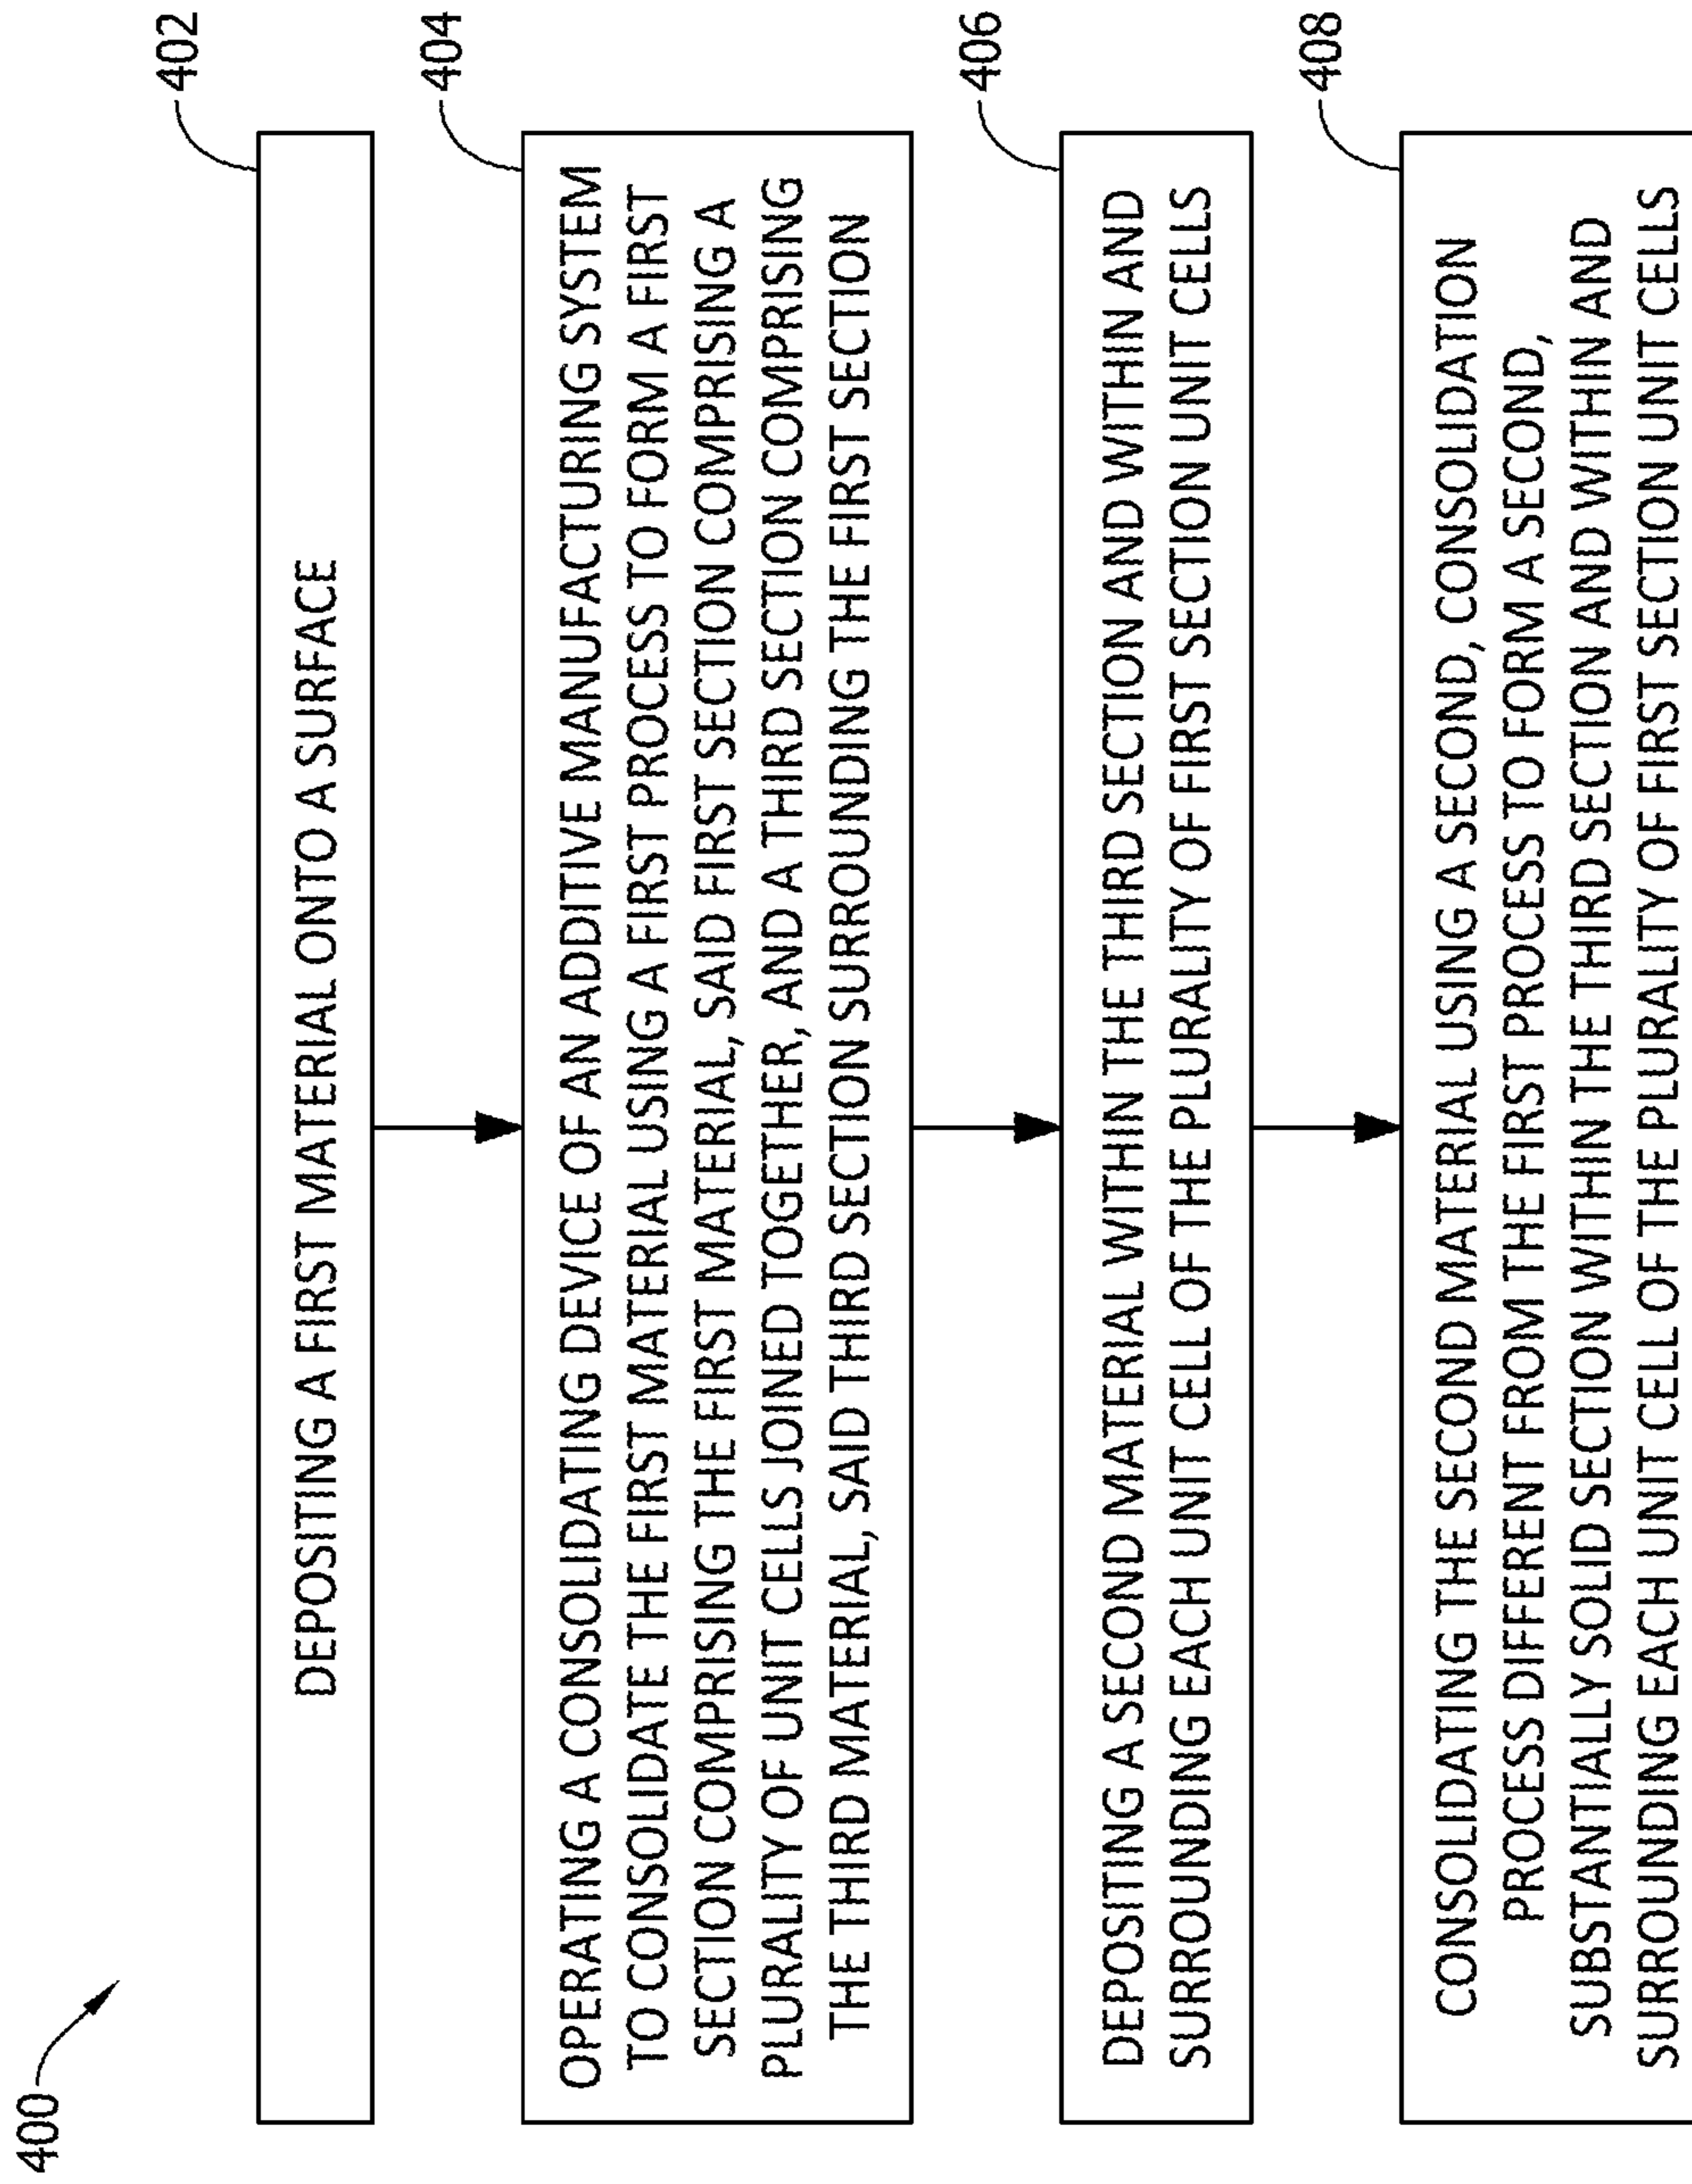 400
402
DEPOSITING A FIRST MATERIAL ONTO A SURFACE
404
OPERATING A CONSOLIDATING DEVICE OF AN ADDITIVE MANUFACTURING SYSTEM
TO CONSOLIDATE THE FIRST MATERIAL USING A FIRST PROCESS TO FORM A FIRST
SECTION COMPRISING THE FIRST MATERIAL, SAID FIRST SECTION COMPRISING A
PLURALITY OF UNIT CELLS JOINED TOGETHER, AND A THIRD SECTION COMPRISING
THE THIRD MATERIAL, SAID THIRD SECTION SURROUNDING THE FIRST SECTION
406
DEPOSITING A SECOND MATERIAL WITHIN THE THIRD SECTION AND WITHIN AND
SURROUNDING EACH UNIT CELL OF THE PLURALITY OF FIRST SECTION UNIT CELLS
408
CONSOLIDATING THE SECOND MATERIAL USING A SECOND, CONSOLIDATION
PROCESS DIFFERENT FROM THE FIRST PROCESS TO FORM A SECOND,
SUBSTANTIALLY SOLID SECTION WITHIN THE THIRD SECTION AND WITHIN AND
SURROUNDING EACH UNIT CELL OF THE PLURALITY OF FIRST SECTION UNIT CELLS